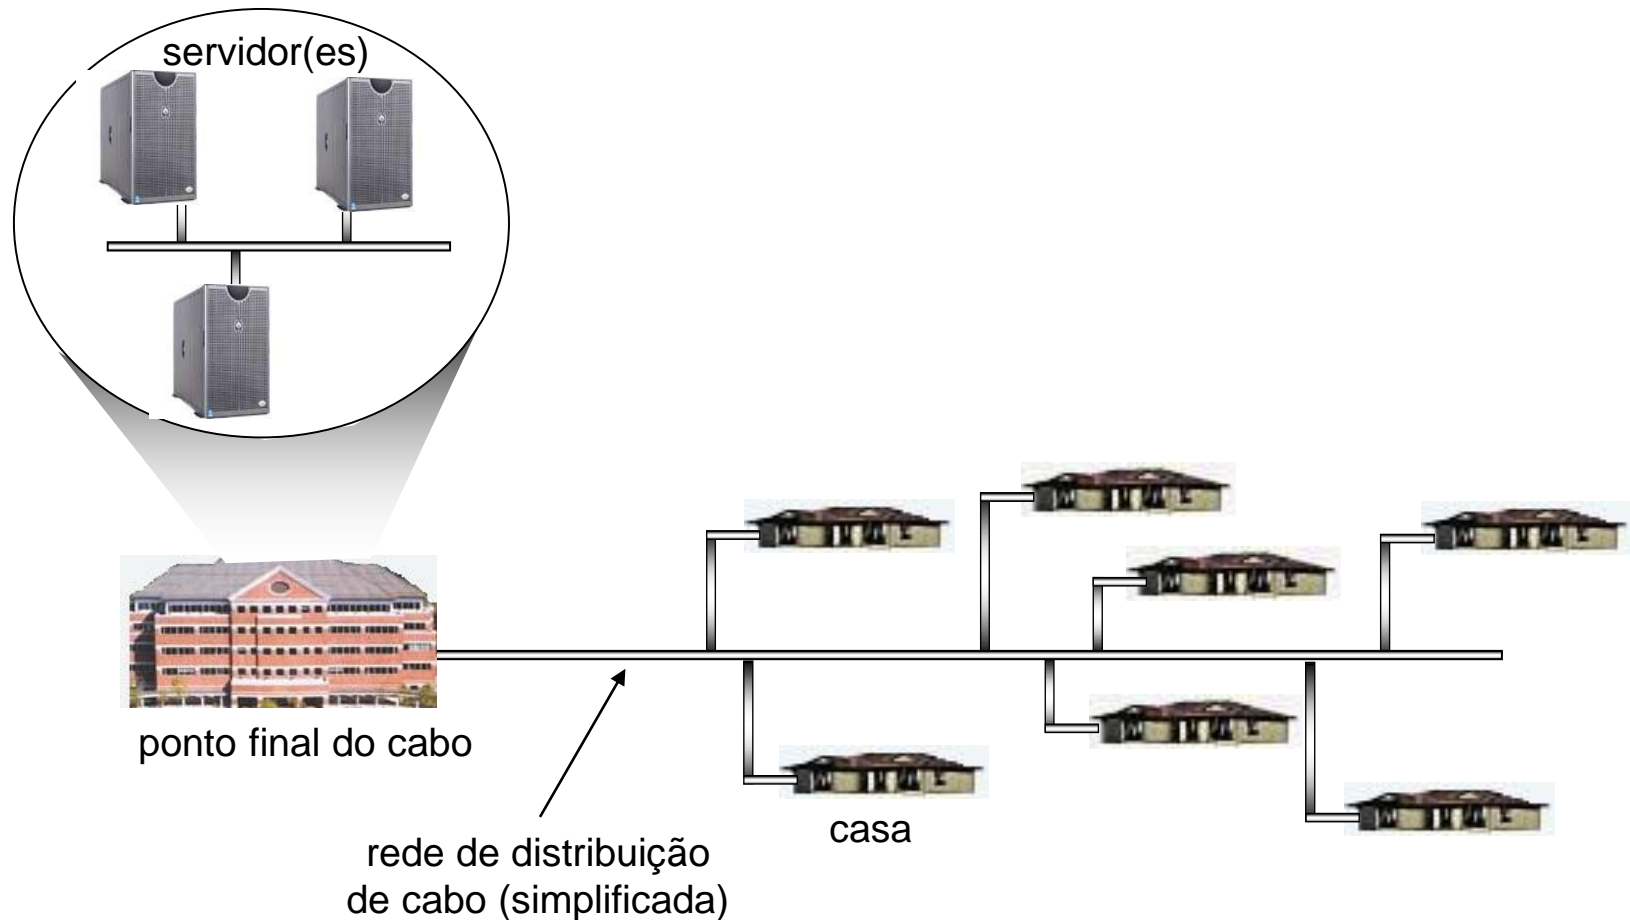 servidor(es)
ponto final do cabo
casa
rede de distribuição
de cabo (simplificada)